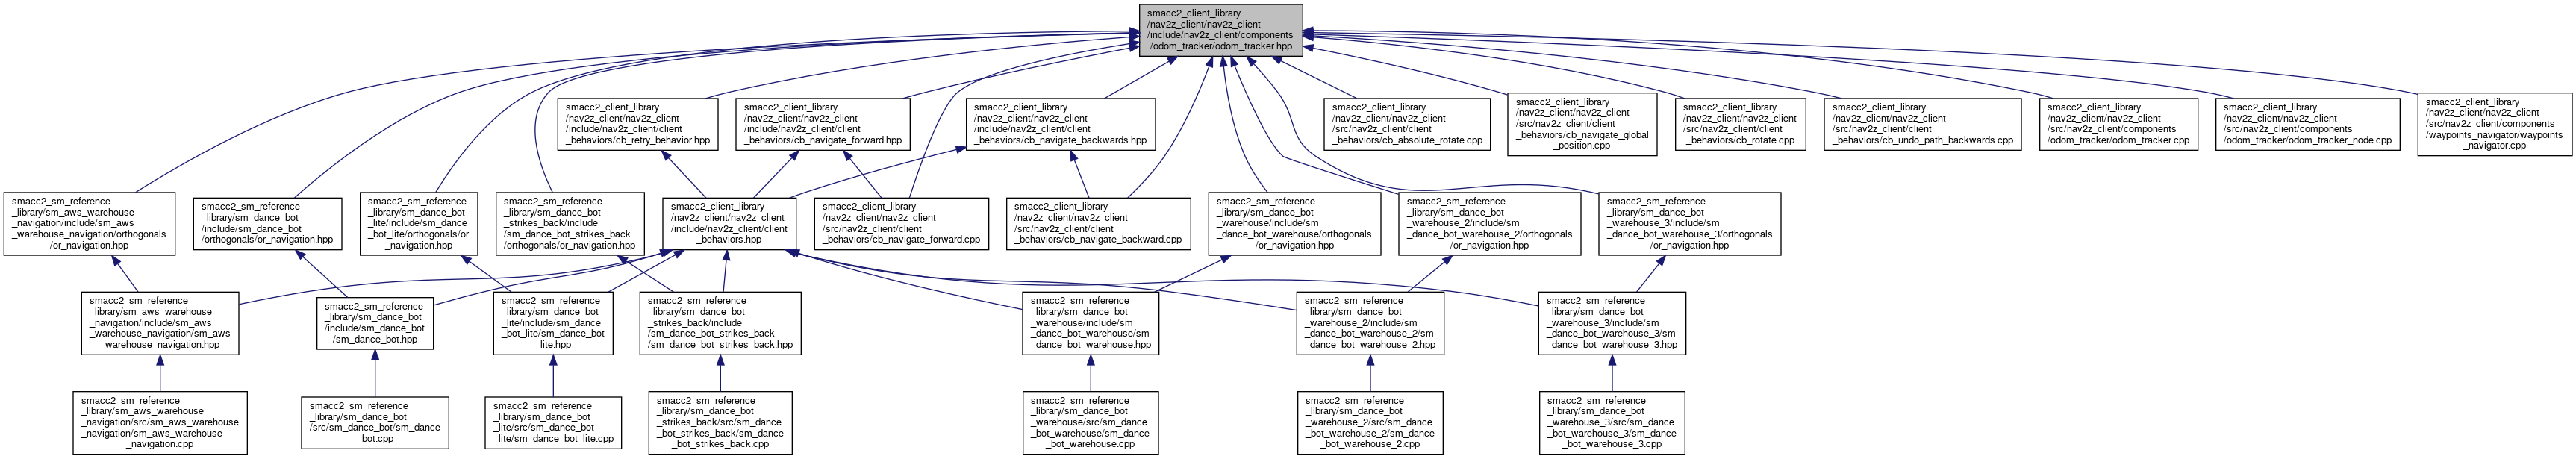 smacc2_client_library
/nav2z_client/nav2z_client
/include/nav2z_client/components
/odom_tracker/odom_tracker.hpp
smacc2_client_library
/nav2z_client/nav2z_client
/include/nav2z_client/client
_behaviors/cb_retry_behavior.hpp
smacc2_client_library
/nav2z_client/nav2z_client
/include/nav2z_client/client
_behaviors/cb_navigate_forward.hpp
smacc2_client_library
/nav2z_client/nav2z_client
/include/nav2z_client/client
_behaviors/cb_navigate_backwards.hpp
smacc2_client_library
/nav2z_client/nav2z_client
/src/nav2z_client/client
_behaviors/cb_absolute_rotate.cpp
smacc2_client_library
/nav2z_client/nav2z_client
/src/nav2z_client/client
_behaviors/cb_navigate_global
_position.cpp
smacc2_client_library
/nav2z_client/nav2z_client
/src/nav2z_client/client
_behaviors/cb_rotate.cpp
smacc2_client_library
/nav2z_client/nav2z_client
/src/nav2z_client/client
_behaviors/cb_undo_path_backwards.cpp
smacc2_client_library
/nav2z_client/nav2z_client
/src/nav2z_client/components
/odom_tracker/odom_tracker.cpp
smacc2_client_library
/nav2z_client/nav2z_client
/src/nav2z_client/components
/odom_tracker/odom_tracker_node.cpp
smacc2_client_library
/nav2z_client/nav2z_client
/src/nav2z_client/components
/waypoints_navigator/waypoints
_navigator.cpp
smacc2_sm_reference
_library/sm_aws_warehouse
_navigation/include/sm_aws
_warehouse_navigation/orthogonals
/or_navigation.hpp
smacc2_sm_reference
_library/sm_dance_bot
/include/sm_dance_bot
/orthogonals/or_navigation.hpp
smacc2_sm_reference
_library/sm_dance_bot
_lite/include/sm_dance
_bot_lite/orthogonals/or
_navigation.hpp
smacc2_sm_reference
_library/sm_dance_bot
_strikes_back/include
/sm_dance_bot_strikes_back
/orthogonals/or_navigation.hpp
smacc2_client_library
/nav2z_client/nav2z_client
/include/nav2z_client/client
_behaviors.hpp
smacc2_client_library
/nav2z_client/nav2z_client
/src/nav2z_client/client
_behaviors/cb_navigate_forward.cpp
smacc2_client_library
/nav2z_client/nav2z_client
/src/nav2z_client/client
_behaviors/cb_navigate_backward.cpp
smacc2_sm_reference
_library/sm_dance_bot
_warehouse/include/sm
_dance_bot_warehouse/orthogonals
/or_navigation.hpp
smacc2_sm_reference
_library/sm_dance_bot
_warehouse_2/include/sm
_dance_bot_warehouse_2/orthogonals
/or_navigation.hpp
smacc2_sm_reference
_library/sm_dance_bot
_warehouse_3/include/sm
_dance_bot_warehouse_3/orthogonals
/or_navigation.hpp
smacc2_sm_reference
_library/sm_aws_warehouse
_navigation/include/sm_aws
_warehouse_navigation/sm_aws
_warehouse_navigation.hpp
smacc2_sm_reference
_library/sm_dance_bot
/include/sm_dance_bot
/sm_dance_bot.hpp
smacc2_sm_reference
_library/sm_dance_bot
_lite/include/sm_dance
_bot_lite/sm_dance_bot
_lite.hpp
smacc2_sm_reference
_library/sm_dance_bot
_strikes_back/include
/sm_dance_bot_strikes_back
/sm_dance_bot_strikes_back.hpp
smacc2_sm_reference
_library/sm_dance_bot
_warehouse/include/sm
_dance_bot_warehouse/sm
_dance_bot_warehouse.hpp
smacc2_sm_reference
_library/sm_dance_bot
_warehouse_2/include/sm
_dance_bot_warehouse_2/sm
_dance_bot_warehouse_2.hpp
smacc2_sm_reference
_library/sm_dance_bot
_warehouse_3/include/sm
_dance_bot_warehouse_3/sm
_dance_bot_warehouse_3.hpp
smacc2_sm_reference
_library/sm_aws_warehouse
_navigation/src/sm_aws_warehouse
_navigation/sm_aws_warehouse
_navigation.cpp
smacc2_sm_reference
_library/sm_dance_bot
/src/sm_dance_bot/sm_dance
_bot.cpp
smacc2_sm_reference
_library/sm_dance_bot
_lite/src/sm_dance_bot
_lite/sm_dance_bot_lite.cpp
smacc2_sm_reference
_library/sm_dance_bot
_strikes_back/src/sm_dance
_bot_strikes_back/sm_dance
_bot_strikes_back.cpp
smacc2_sm_reference
_library/sm_dance_bot
_warehouse/src/sm_dance
_bot_warehouse/sm_dance
_bot_warehouse.cpp
smacc2_sm_reference
_library/sm_dance_bot
_warehouse_2/src/sm_dance
_bot_warehouse_2/sm_dance
_bot_warehouse_2.cpp
smacc2_sm_reference
_library/sm_dance_bot
_warehouse_3/src/sm_dance
_bot_warehouse_3/sm_dance
_bot_warehouse_3.cpp